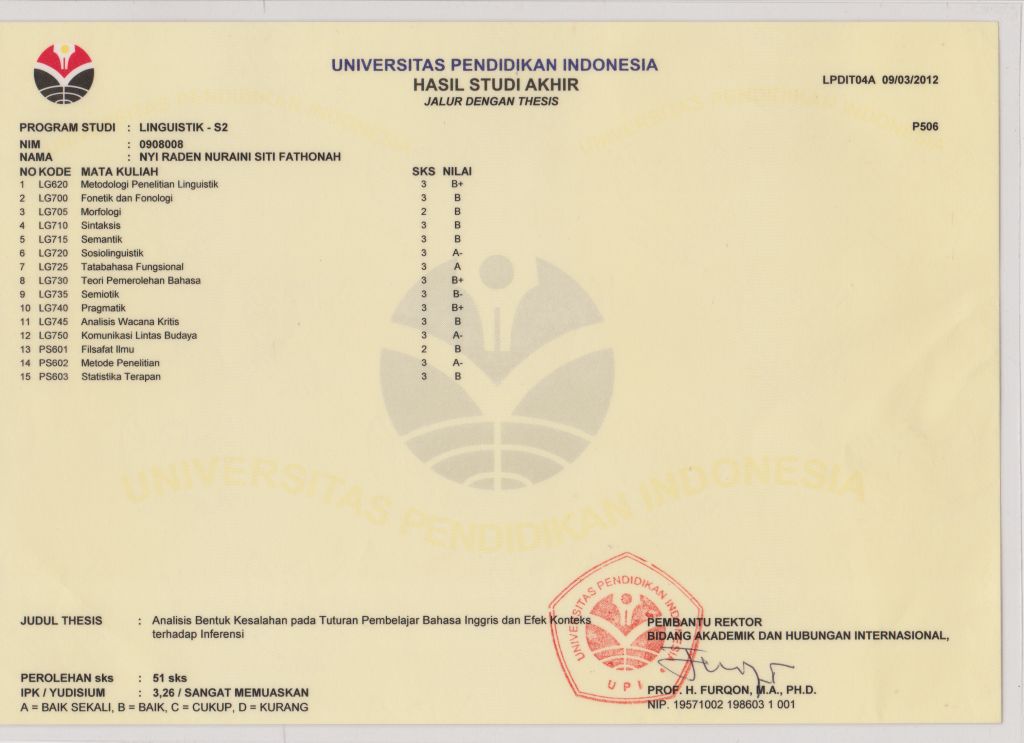 UNIVERSITAS PENDIDIKAN INDONESIA
HASIL STUDI AKHIR
JALUR DENGAN THESIS
LPDIT04A 09/03/2012
PROGRAM STUDI : LINGUISTIK - S2
P506
NIM : 0908008
NAMA : NYI RADEN NURAINI SITI FATHONAH
NO KODE MATA KULIAH SKS NILAI
1 LG620 Metodologi Penelitian Linguistik 3 B+
2 LG700 Fonetik dan Fonologi 3 B
3 LG705 Morfologi 2 B
4 LG710 Sintaksis 3 B
5 LG715 Semantik 3 B
6 LG720 Sosiolinguistik 3 A-
7 LG725 Tatabahasa Fungsional 3 A
8 LG730 Teori Pemerolehan Bahasa 3 B+
9 LG735 Semiotik 3 B-
10 LG740 Pragmatik 3 B+
11 LG745 Analisis Wacana Kritis 3 B
12 LG750 Komunikasi Lintas Budaya 3 A-
13 PS601 Filsafat Ilmu 2 B
14 PS602 Metode Penelitian 3 A-
15 PS603 Statistika Terapan 3 B
UNIVERSITAS PENDIDIKAN INDONESIA
JUDUL THESIS : Analisis Bentuk Kesalahan pada Tuturan Pembelajar Bahasa Inggris dan Efek Konteks
terhadap Inferensi
UNIVERSITAS PENDIDIKAN INDONESIA
UPI
PEMBANTU REKTOR
BIDANG AKADEMIK DAN HUBUNGAN INTERNASIONAL,
PEROLEHAN sks : 51 sks
IPK / YUDISIUM : 3,26 / SANGAT MEMUASKAN
A = BAIK SEKALI, B = BAIK, C = CUKUP, D = KURANG
PROF. H. FURQON, M.A., PH.D.
NIP. 19571002 198603 1 001